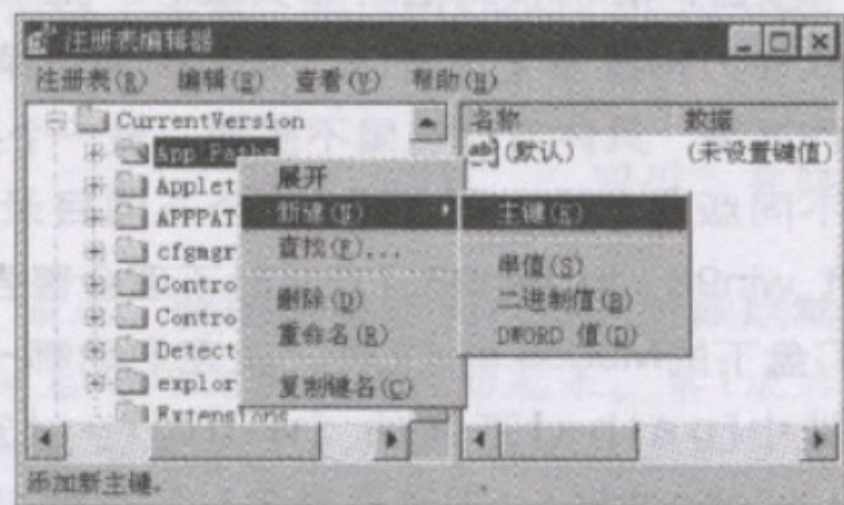 注册表编辑器
注册表(R) 编辑(E) 查看(V) 帮助(H)
CurrentVersion
App Paths
Applet
APPPAT
cfgmgr
Contro
Contro
Detect
explor
Extensions
展开
新建(N)
查找(F)...
删除(D)
重命名(R)
复制键名(C)
主键(K)
串值(S)
二进制值(B)
DWORD 值(D)
名称 数据
(默认) (未设置键值)
添加新主键。